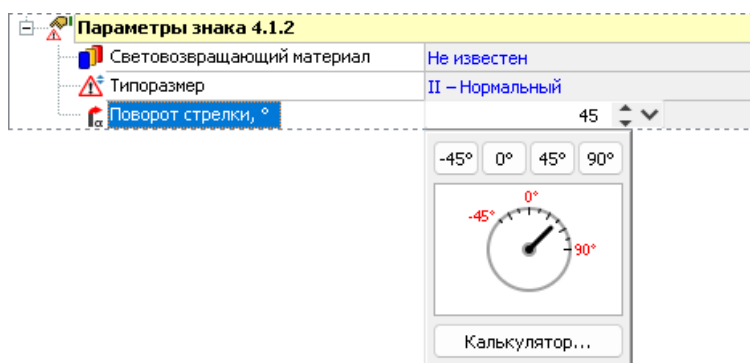 Параметры знака 4.1.2
Световозвращающий материал Не известен
Типоразмер II – Нормальный
Поворот стрелки, ° 45
-45° 0° 45° 90°
0°
-45°
90°
Калькулятор...